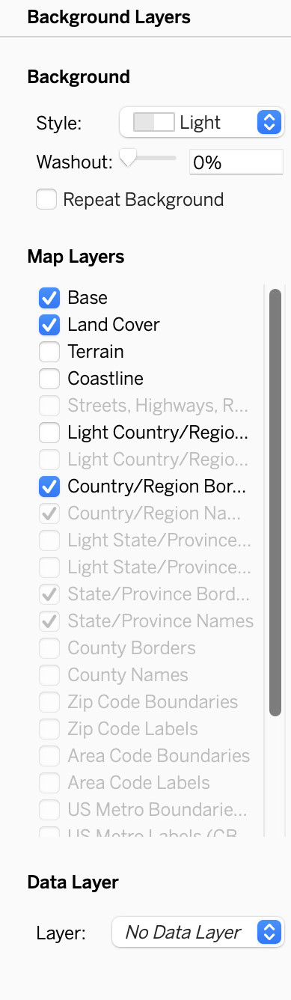 Background Layers
Background
Style: Light
Washout: 0%
Repeat Background
Map Layers
Base
Land Cover
Terrain
Coastline
Streets, Highways, R...
Light Country/Regio...
Light Country/Regio...
Country/Region Bor...
Country/Region Na...
Light State/Province...
Light State/Province...
State/Province Bord...
State/Province Names
County Borders
County Names
Zip Code Boundaries
Zip Code Labels
Area Code Boundaries
Area Code Labels
US Metro Boundarie...
US Metro Labels (CB
Data Layer
Layer: No Data Layer